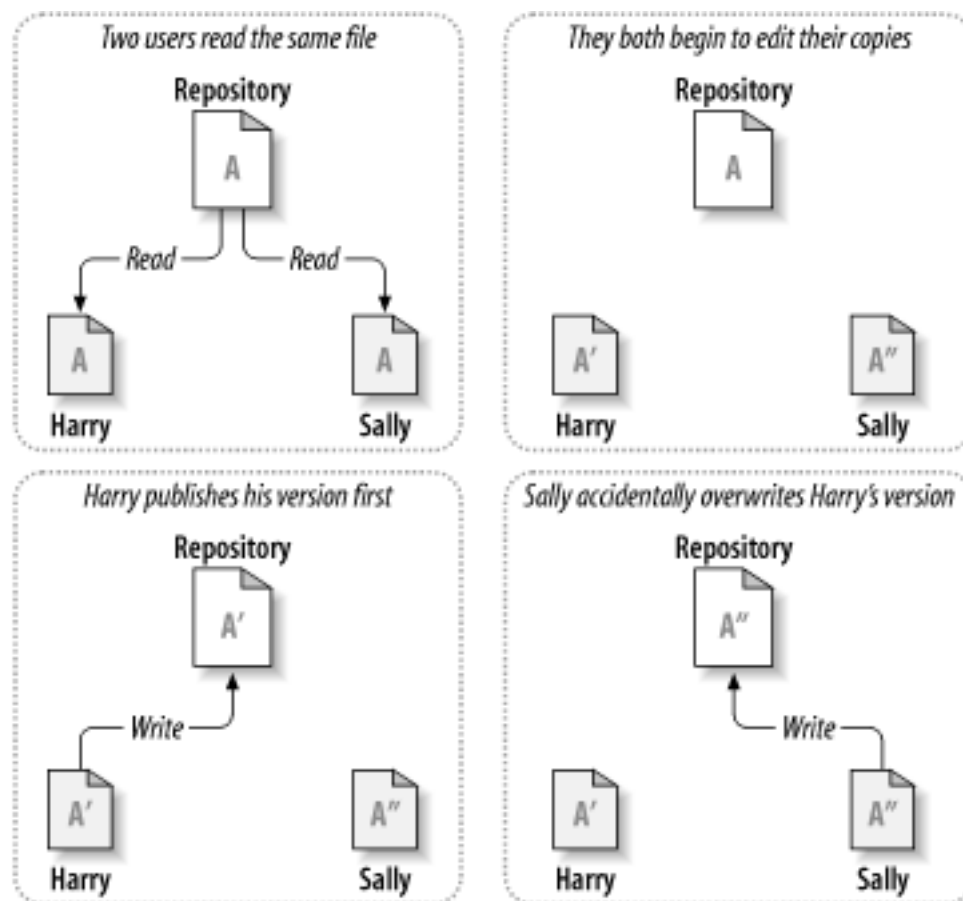 Two users read the same file
Repository
A
Read
Read
A
A
Harry
Sally
They both begin to edit their copies
Repository
A
A′
A″
Harry
Sally
Harry publishes his version first
Repository
A′
Write
A′
A″
Harry
Sally
Sally accidentally overwrites Harry's version
Repository
A″
Write
A′
A″
Harry
Sally